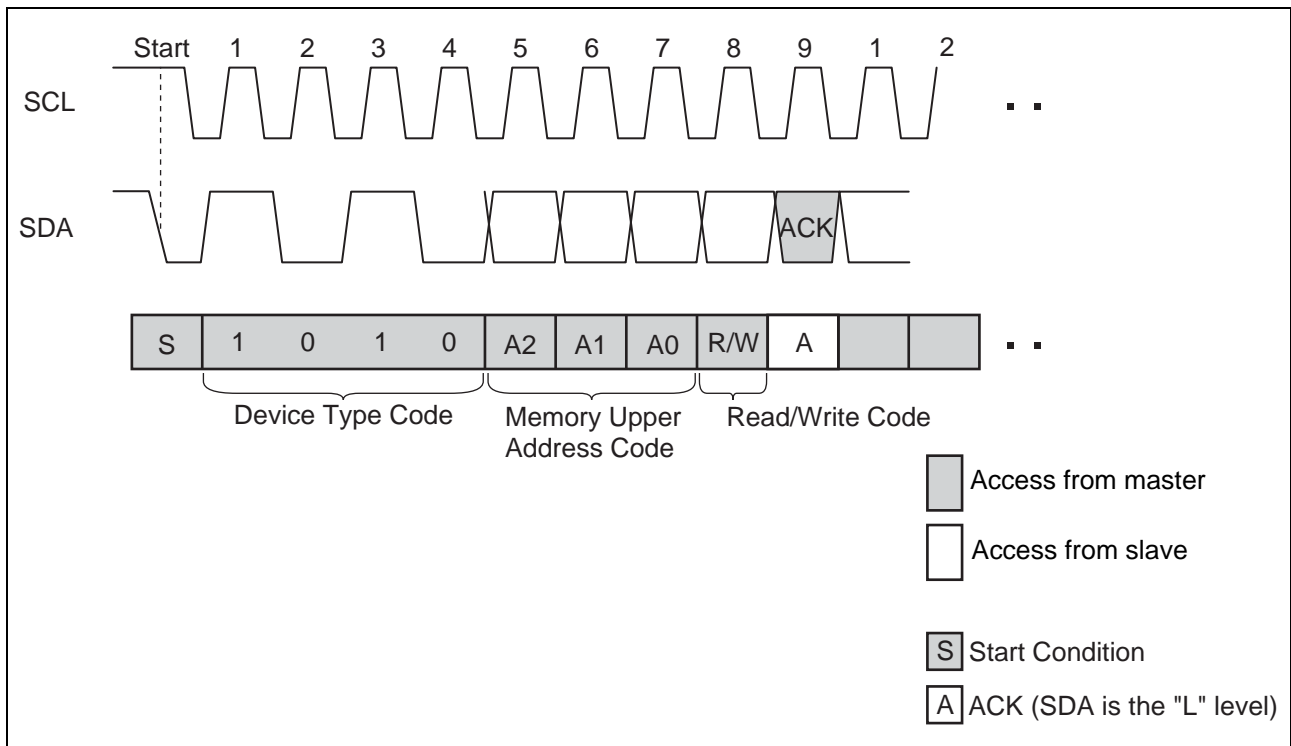 Start 1 2 3 4 5 6 7 8 9 1 2
SCL
SDA
ACK
S 1 0 1 0 A2 A1 A0 R/W A
Device Type Code
Memory Upper
Address Code
Read/Write Code
Access from master
Access from slave
S Start Condition
A ACK (SDA is the "L" level)